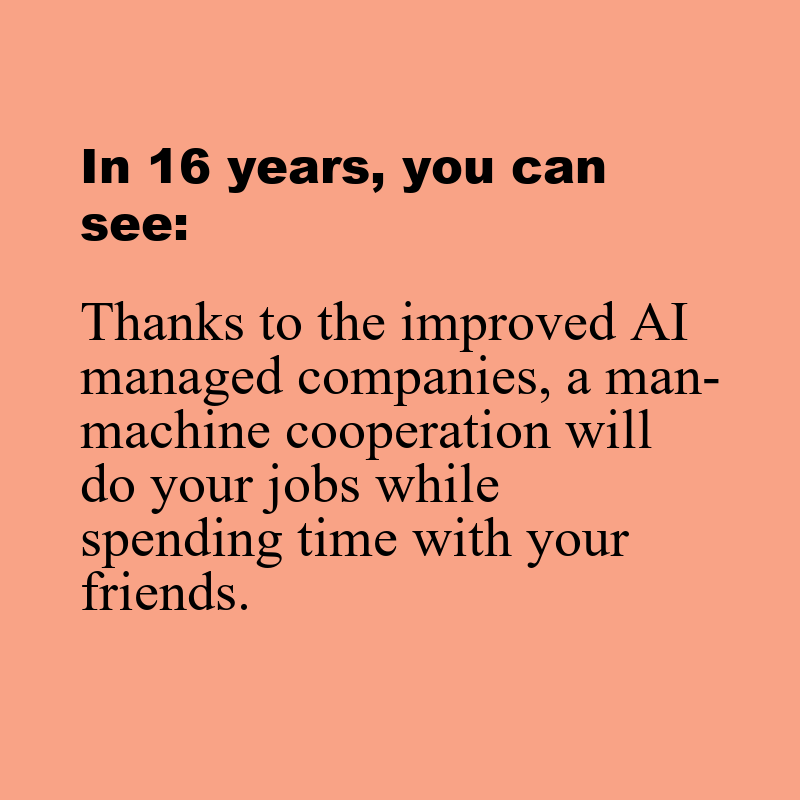 In 16 years, you can
see:
Thanks to the improved AI
managed companies, a man-
machine cooperation will
do your jobs while
spending time with your
friends.